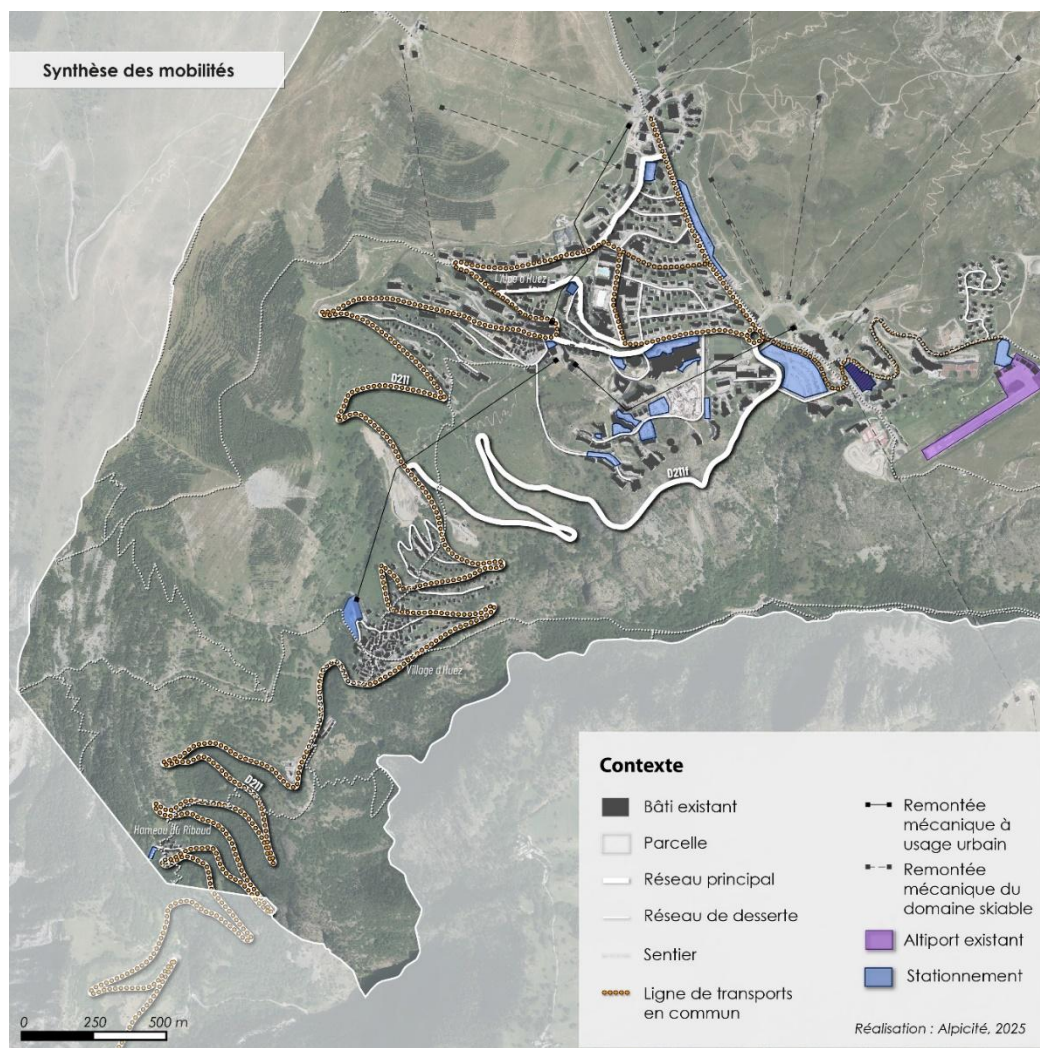 Synthèse des mobilités
L'Alpe d'Huez
D211
D211f
Village d'Huez
D211
Hameau du Ribaud
0 250 500 m
Contexte
Bâti existant
Parcelle
Réseau principal
Réseau de desserte
Sentier
Ligne de transports
en commun
Remontée
mécanique à
usage urbain
Remontée
mécanique du
domaine skiable
Altiport existant
Stationnement
Réalisation : Alpicité, 2025